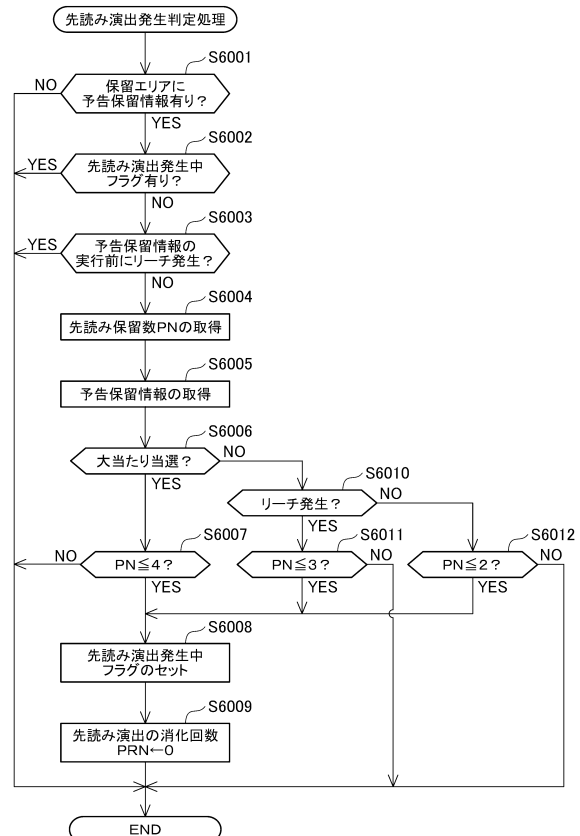 先読み演出発生判定処理
S6001
保留エリアに
予告保留情報有り?
NO
YES
S6002
先読み演出発生中
フラグ有り?
YES
NO
S6003
予告保留情報の
実行前にリーチ発生?
YES
NO
S6004
先読み保留数PNの取得
S6005
予告保留情報の取得
S6006
大当たり当選?
NO
YES
S6010
リーチ発生?
NO
YES
S6007
PN≦4?
NO
YES
S6011
PN≦3?
NO
YES
S6012
PN≦2?
NO
YES
S6008
先読み演出発生中
フラグのセット
S6009
先読み演出の消化回数
PRN←0
END